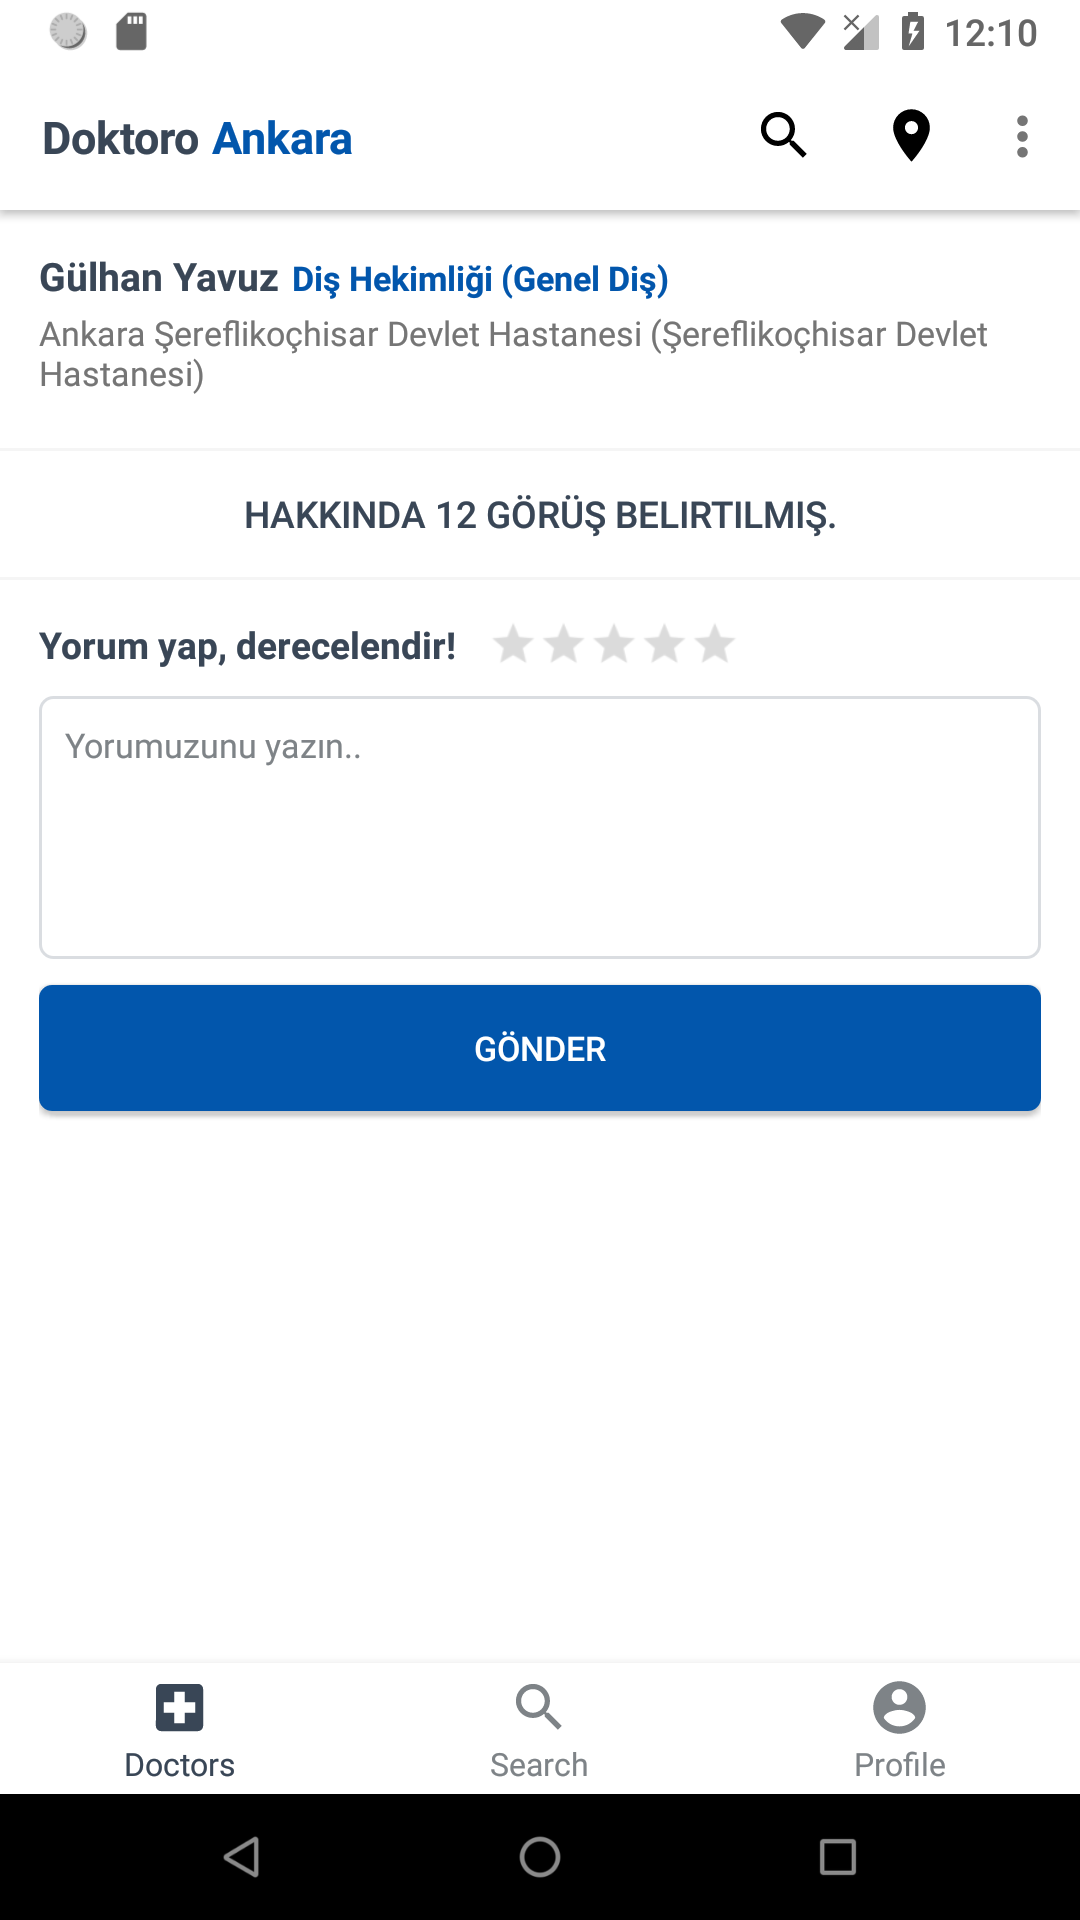 12:10
Doktoro Ankara
Gülhan Yavuz Diş Hekimliği (Genel Diş)
Ankara Şereflikoçhisar Devlet Hastanesi (Şereflikoçhisar Devlet
Hastanesi)
HAKKINDA 12 GÖRÜŞ BELIRTILMIŞ.
Yorum yap, derecelendir!
Yorumuzunu yazın..
GÖNDER
Doctors
Search
Profile